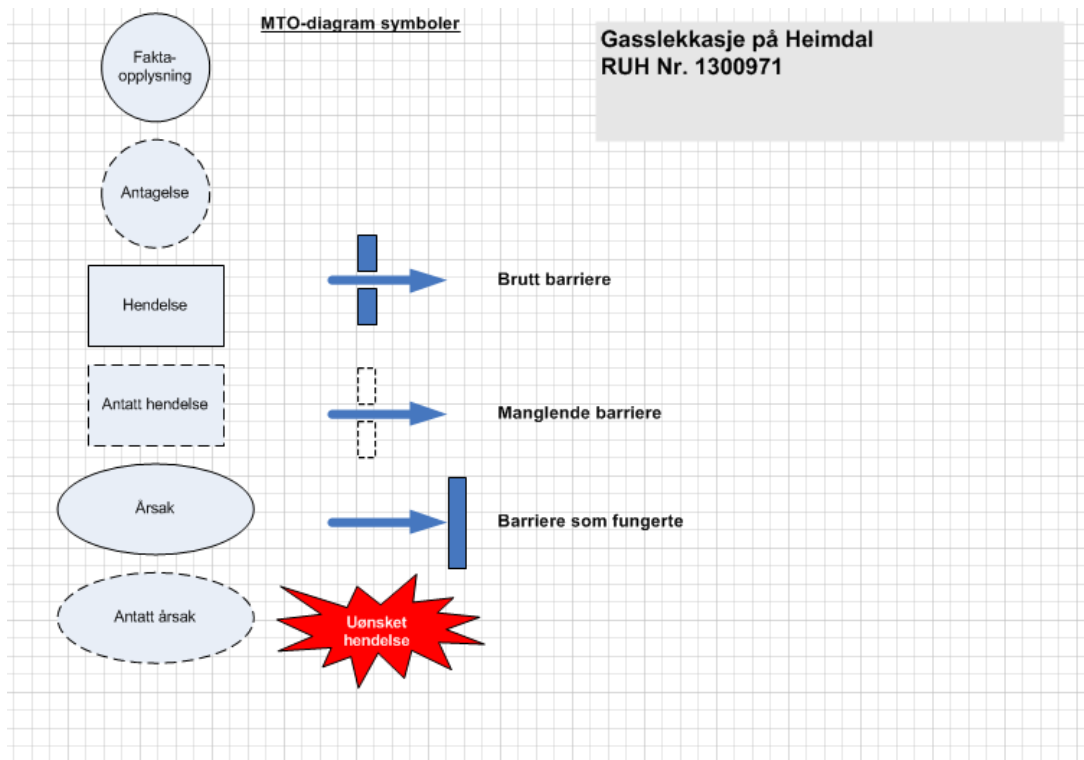 MTO-diagram symboler
Gasslekkasje på Heimdal
RUH Nr. 1300971
Fakta-
opplysning
Antagelse
Hendelse
Brutt barriere
Antatt hendelse
Manglende barriere
Årsak
Barriere som fungerte
Antatt årsak
Uønsket
hendelse